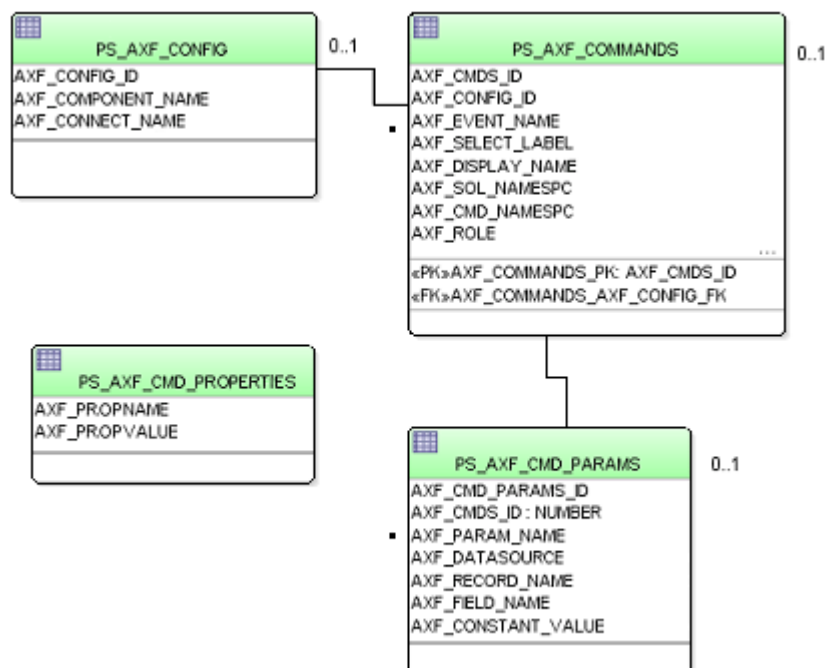 PS_AXF_CONFIG
0..1
AXF_CONFIG_ID
AXF_COMPONENT_NAME
AXF_CONNECT_NAME
PS_AXF_COMMANDS
0..1
AXF_CMDS_ID
AXF_CONFIG_ID
AXF_EVENT_NAME
AXF_SELECT_LABEL
AXF_DISPLAY_NAME
AXF_SOL_NAMESPC
AXF_CMD_NAMESPC
AXF_ROLE
...
«PK»AXF_COMMANDS_PK: AXF_CMDS_ID
«FK»AXF_COMMANDS_AXF_CONFIG_FK
PS_AXF_CMD_PROPERTIES
AXF_PROPNAME
AXF_PROPVALUE
PS_AXF_CMD_PARAMS
0..1
AXF_CMD_PARAMS_ID
AXF_CMDS_ID : NUMBER
AXF_PARAM_NAME
AXF_DATASOURCE
AXF_RECORD_NAME
AXF_FIELD_NAME
AXF_CONSTANT_VALUE